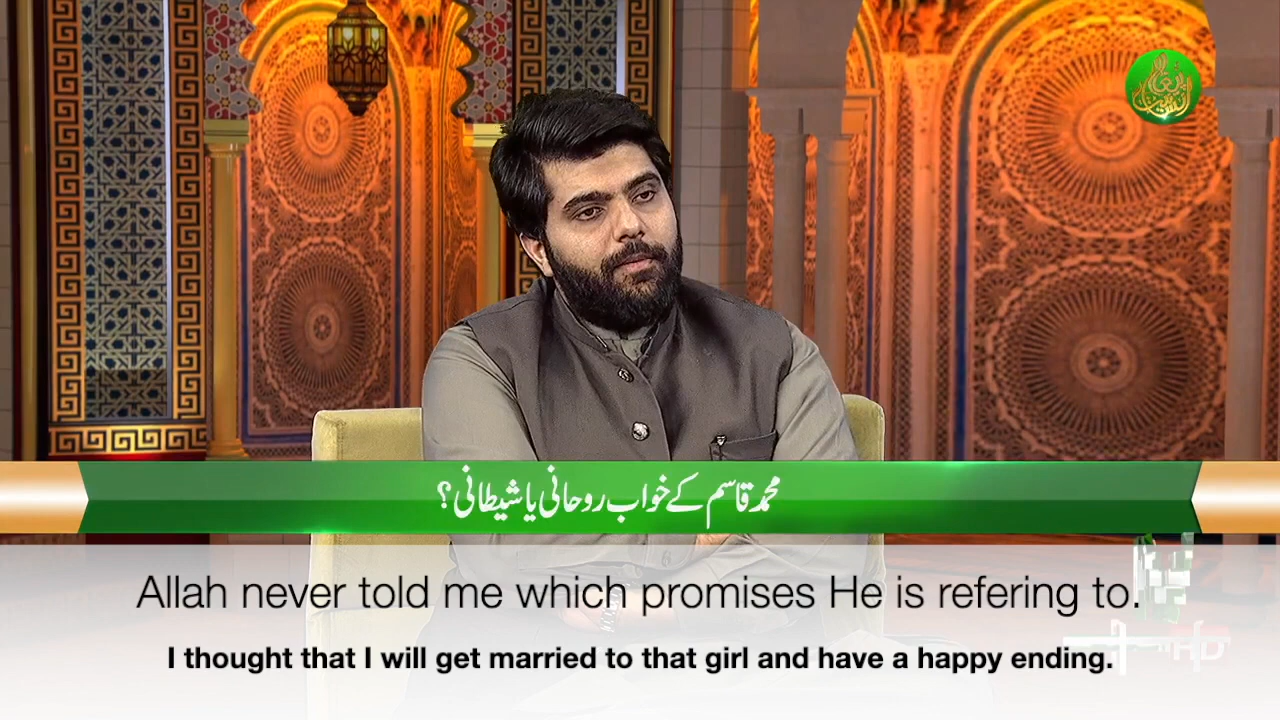 محمد قاسم کے خواب روحانی یا شیطانی؟
Allah never told me which promises He is refering to.
I thought that I will get married to that girl and have a happy ending.
HD